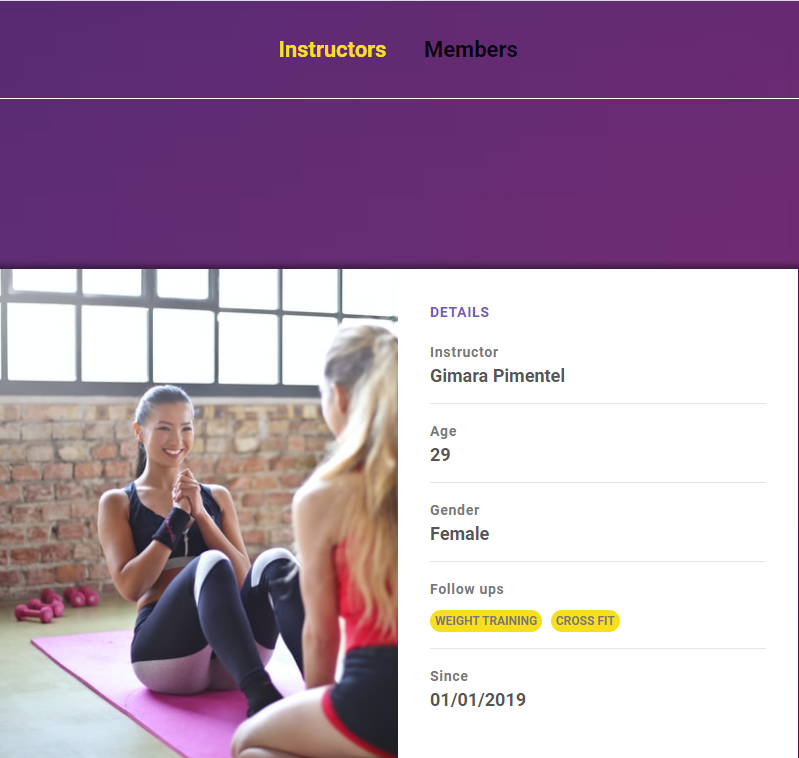 Instructors Members
DETAILS
Instructor
Gimara Pimentel
Age
29
Gender
Female
Follow ups
WEIGHT TRAINING CROSS FIT
Since
01/01/2019